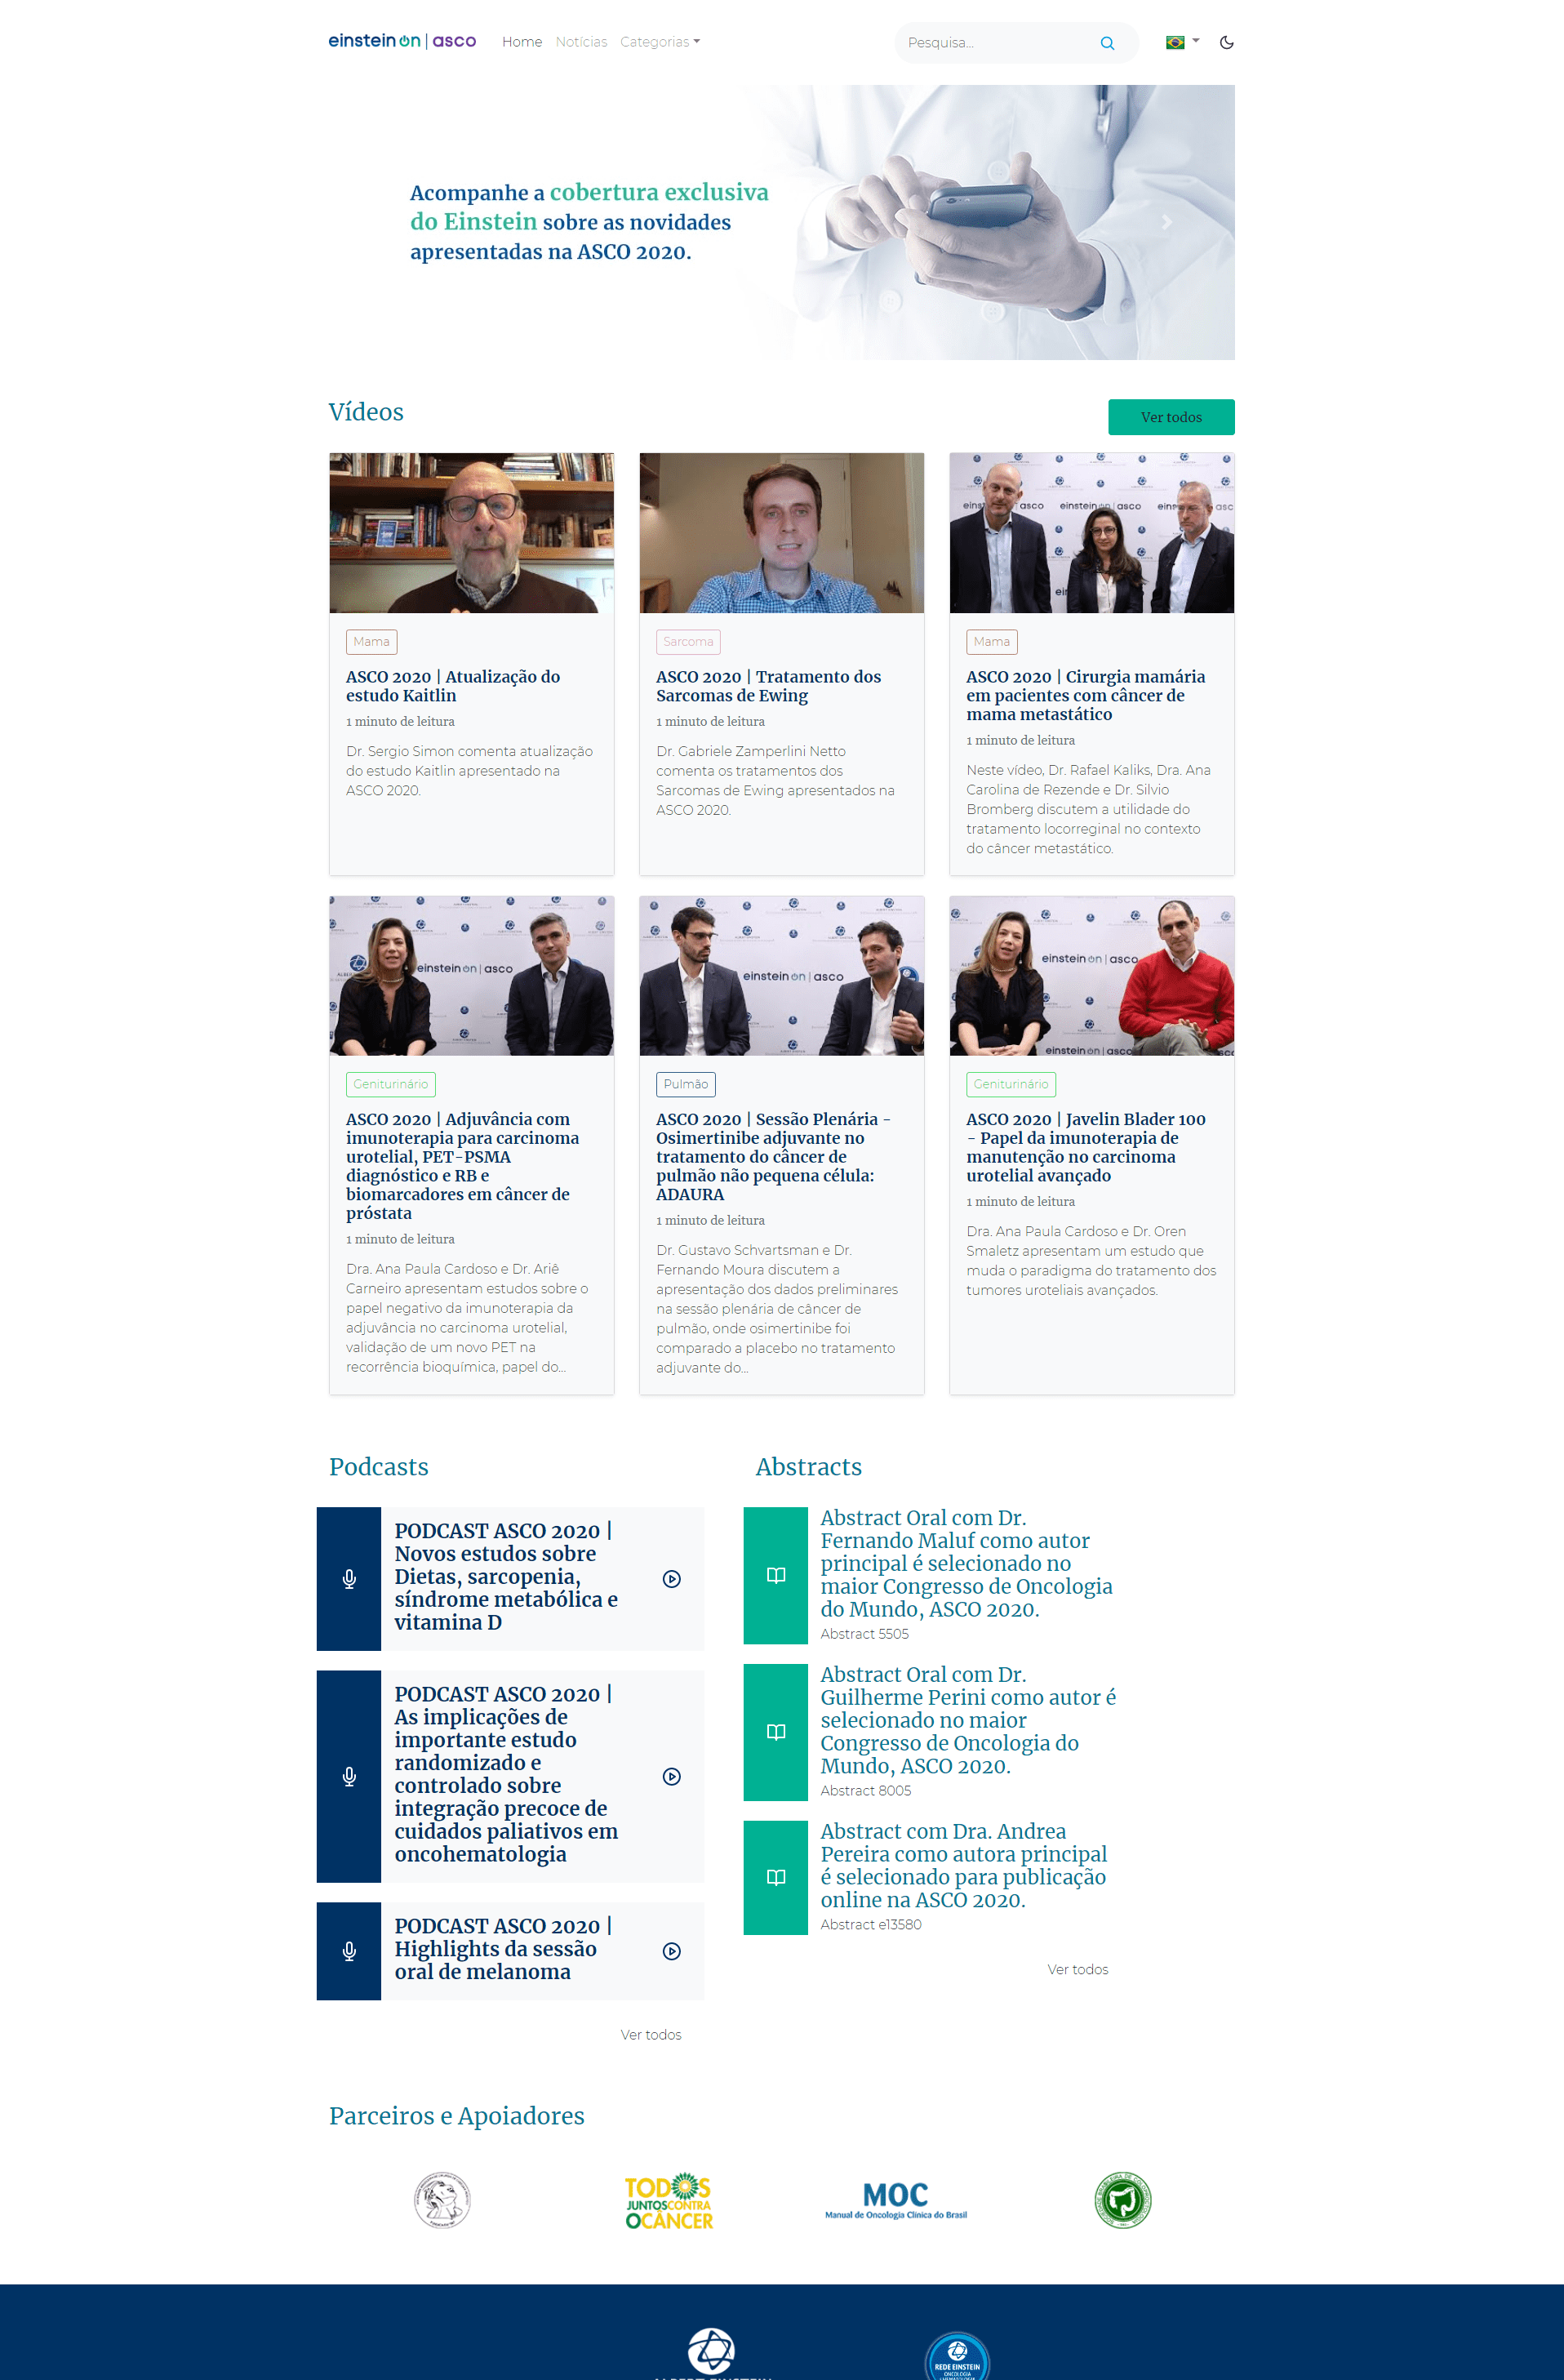 einstein on | asco
Home Notícias Categorias
Pesquisa...
Acompanhe a cobertura exclusiva
do Einstein sobre as novidades
apresentadas na ASCO 2020.
Vídeos
Ver todos
Mama
ASCO 2020 | Atualização do
estudo Kaitlin
1 minuto de leitura
Dr. Sergio Simon comenta atualização
do estudo Kaitlin apresentado na
ASCO 2020.
Sarcoma
ASCO 2020 | Tratamento dos
Sarcomas de Ewing
1 minuto de leitura
Dr. Gabriele Zamperlini Netto
comenta os tratamentos dos
Sarcomas de Ewing apresentados na
ASCO 2020.
Mama
ASCO 2020 | Cirurgia mamária
em pacientes com câncer de
mama metastático
1 minuto de leitura
Neste vídeo, Dr. Rafael Kaliks, Dra. Ana
Carolina de Rezende e Dr. Silvio
Bromberg discutem a utilidade do
tratamento locorreginal no contexto
do câncer metastático.
einstein on | asco
Geniturinário
ASCO 2020 | Adjuvância com
imunoterapia para carcinoma
urotelial, PET-PSMA
diagnóstico e RB e
biomarcadores em câncer de
próstata
1 minuto de leitura
Dra. Ana Paula Cardoso e Dr. Ariê
Carneiro apresentam estudos sobre o
papel negativo da imunoterapia da
adjuvância no carcinoma urotelial,
validação de um novo PET na
recorrência bioquímica, papel do...
einstein on | asco
Pulmão
ASCO 2020 | Sessão Plenária -
Osimertinibe adjuvante no
tratamento do câncer de
pulmão não pequena célula:
ADAURA
1 minuto de leitura
Dr. Gustavo Schvartsman e Dr.
Fernando Moura discutem a
apresentação dos dados preliminares
na sessão plenária de câncer de
pulmão, onde osimertinibe foi
comparado a placebo no tratamento
adjuvante do...
einstein on | asco
einstein on | asco
Geniturinário
ASCO 2020 | Javelin Blader 100
- Papel da imunoterapia de
manutenção no carcinoma
urotelial avançado
1 minuto de leitura
Dra. Ana Paula Cardoso e Dr. Oren
Smaletz apresentam um estudo que
muda o paradigma do tratamento dos
tumores uroteliais avançados.
Podcasts
PODCAST ASCO 2020 |
Novos estudos sobre
Dietas, sarcopenia,
síndrome metabólica e
vitamina D
PODCAST ASCO 2020 |
As implicações de
importante estudo
randomizado e
controlado sobre
integração precoce de
cuidados paliativos em
oncohematologia
PODCAST ASCO 2020 |
Highlights da sessão
oral de melanoma
Ver todos
Abstracts
Abstract Oral com Dr.
Fernando Maluf como autor
principal é selecionado no
maior Congresso de Oncologia
do Mundo, ASCO 2020.
Abstract 5505
Abstract Oral com Dr.
Guilherme Perini como autor é
selecionado no maior
Congresso de Oncologia do
Mundo, ASCO 2020.
Abstract 8005
Abstract com Dra. Andrea
Pereira como autora principal
é selecionado para publicação
online na ASCO 2020.
Abstract e13580
Ver todos
Parceiros e Apoiadores
TODOS
JUNTOSCONTRA
OCÂNCER
MOC
Manual de Oncologia Clínica do Brasil
REDE EINSTEIN
ONCOLOGIA